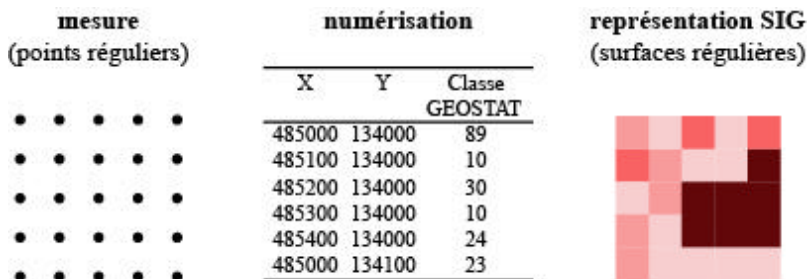 mesure
(points réguliers)
numérisation
X Y Classe
GEOSTAT
485000 134000 89
485100 134000 10
485200 134000 30
485300 134000 10
485400 134000 24
485000 134100 23
représentation SIG
(surfaces régulières)